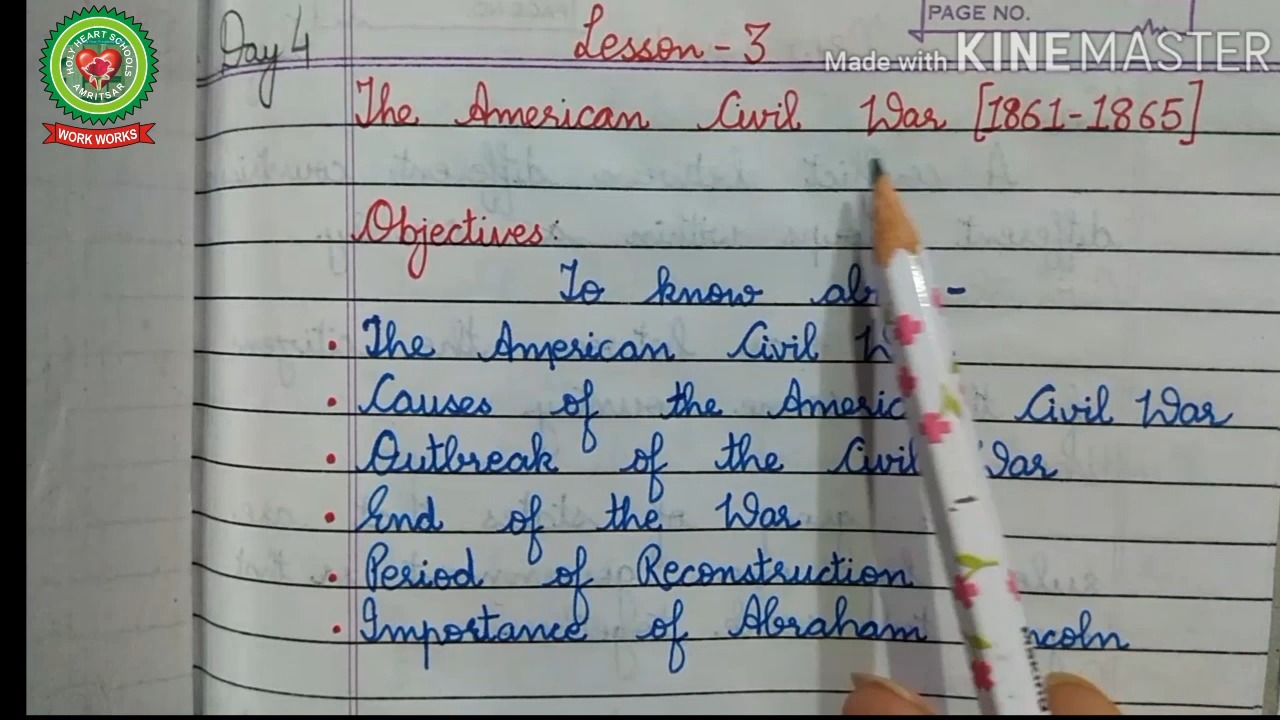 HOLY HEART SCHOOLS
AMRITSAR
WORK WORKS
PAGE NO.
Made with KINEMASTER
Day 4
Lesson - 3
The American Civil War [1861-1865]
Objectives:
To know -
• The American Civil
• Causes of the Civil War
• Outbreak of the Civil War
• End of the War
• Period of Reconstruction
• Importance of Abraham